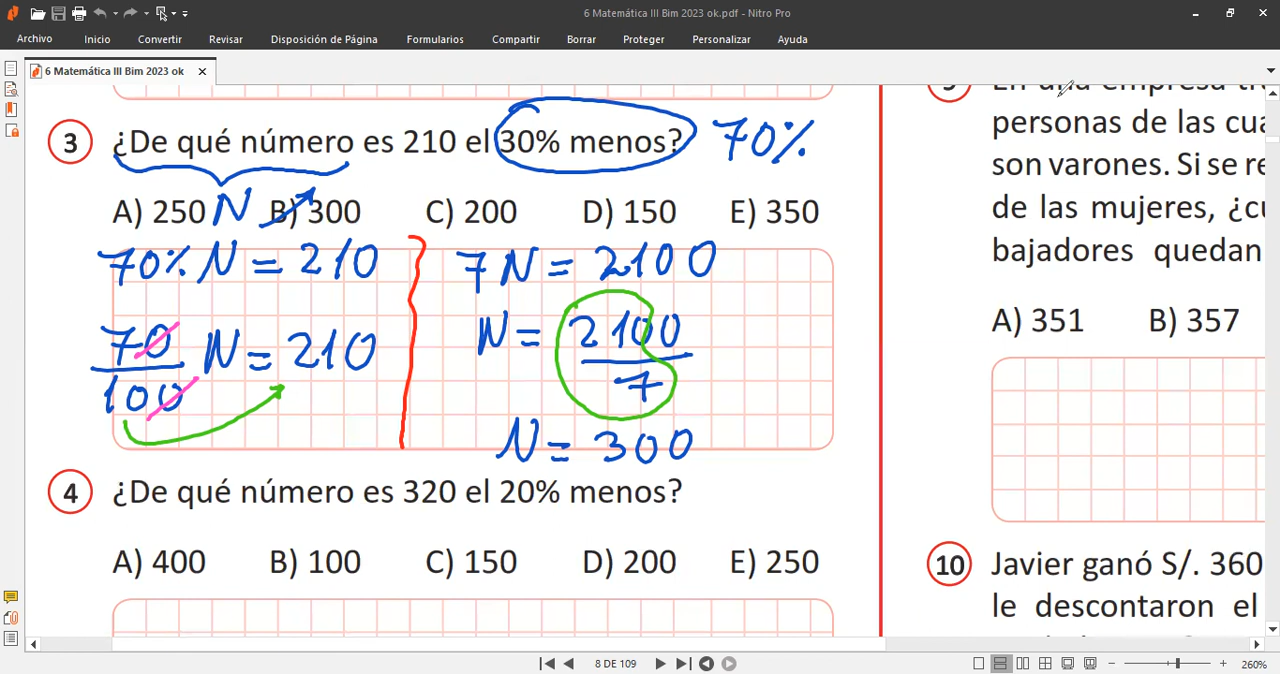 6 Matemática III Bim 2023 ok.pdf - Nitro Pro
Archivo Inicio Convertir Revisar Disposición de Página Formularios Compartir Borrar Proteger Personalizar Ayuda
6 Matemática III Bim 2023 ok
3 ¿De qué número es 210 el 30% menos? 70%
N
A) 250 B) 300 C) 200 D) 150 E) 350
70% N = 210
70/100 N = 210
7N = 2100
N = 2100/7
N = 300
4 ¿De qué número es 320 el 20% menos?
A) 400 B) 100 C) 150 D) 200 E) 250
En una empresa
personas de las cua
son varones. Si se re
de las mujeres, ¿cu
bajadores quedan
A) 351 B) 357
10 Javier ganó S/. 360
le descontaron el
8 DE 109
260%